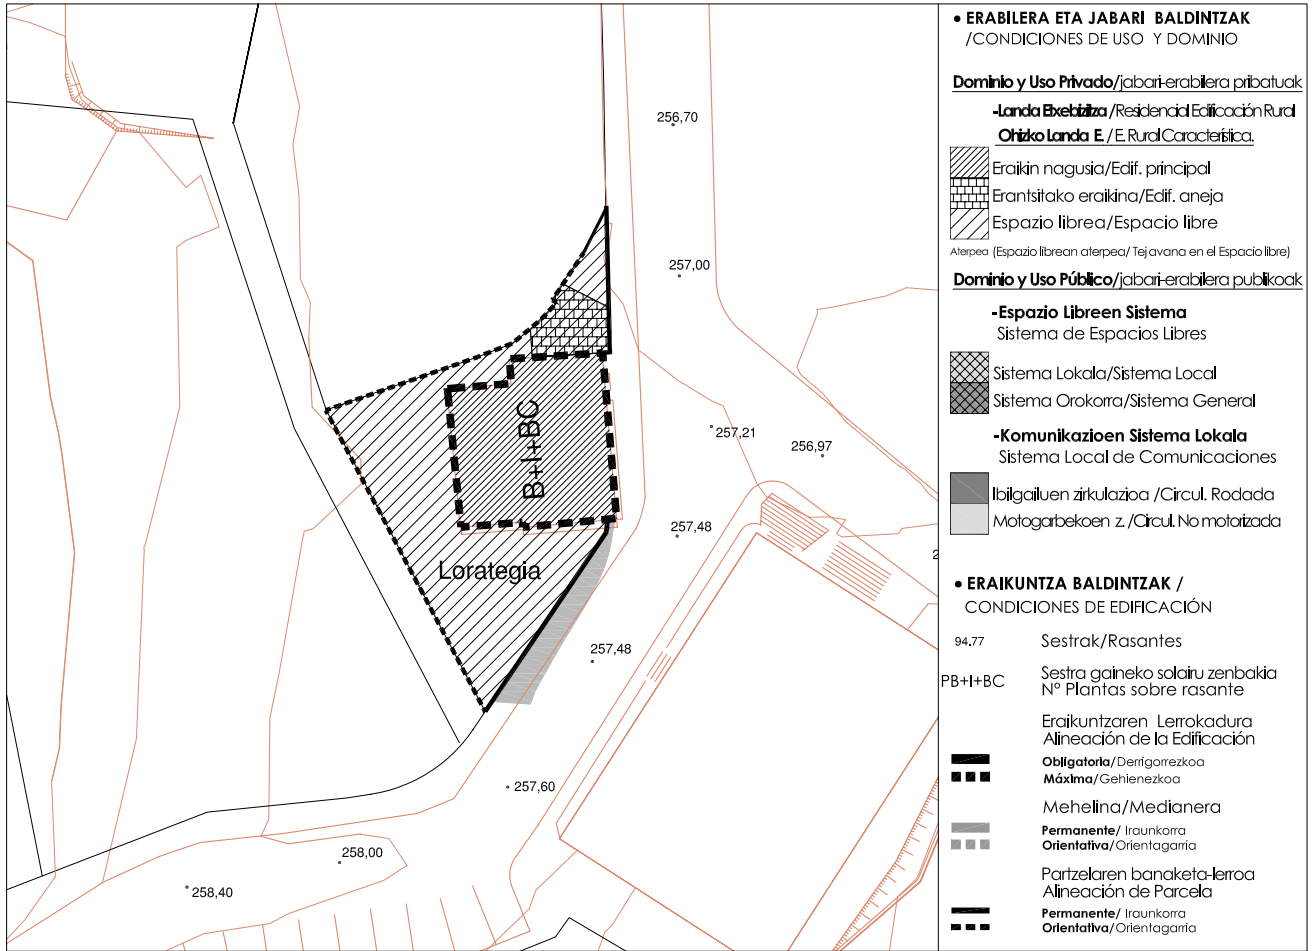 256,70
257,00
257,21
256,97
257,48
257,48
257,60
258,00
258,40
B+I+BC
Lorategia
• ERABILERA ETA JABARI BALDINTZAK
/CONDICIONES DE USO Y DOMINIO
Dominio y Uso Privado/jabari-erabilera pribatuak
-Landa Etxebizitza/Residencial Edificación Rural
Ohizko Landa E./E. Rural Característica.
Eraikin nagusia/Edif. principal
Erantsitako eraikina/Edif. aneja
Espazio librea/Espacio libre
Aterpea (Espazio librean aterpea/ Tejavana en el Espacio libre)
Dominio y Uso Público/jabari-erabilera publikoak
-Espazio Libreen Sistema
Sistema de Espacios Libres
Sistema Lokala/Sistema Local
Sistema Orokorra/Sistema General
-Komunikazioen Sistema Lokala
Sistema Local de Comunicaciones
Ibilgailuen zirkulazioa /Circul. Rodada
Motogarbekoen z./Circul. No motorizada
• ERAIKUNTZA BALDINTZAK /
CONDICIONES DE EDIFICACIÓN
94.77 Sestrak/Rasantes
PB+I+BC Sestra gaineko solairu zenbakia
Nº Plantas sobre rasante
Eraikuntzaren Lerrokadura
Alineación de la Edificación
Obligatoria/Derrigorrezkoa
Máxima/Gehienezkoa
Mehelina/Medianera
Permanente/ Iraunkorra
Orientativa/Orientagarria
Partzelaren banaketa-lerroa
Alineación de Parcela
Permanente/ Iraunkorra
Orientativa/Orientagarria